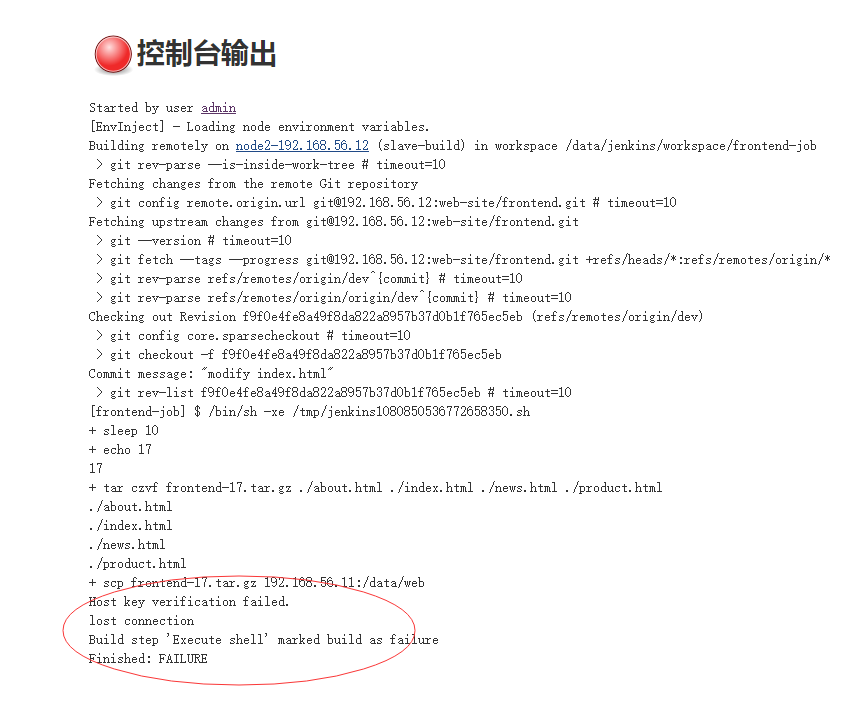 控制台输出
Started by user admin
[EnvInject] - Loading node environment variables.
Building remotely on node2-192.168.56.12 (slave-build) in workspace /data/jenkins/workspace/frontend-job
> git rev-parse --is-inside-work-tree # timeout=10
Fetching changes from the remote Git repository
> git config remote.origin.url git@192.168.56.12:web-site/frontend.git # timeout=10
Fetching upstream changes from git@192.168.56.12:web-site/frontend.git
> git --version # timeout=10
> git fetch --tags --progress git@192.168.56.12:web-site/frontend.git +refs/heads/*:refs/remotes/origin/*
> git rev-parse refs/remotes/origin/dev^{commit} # timeout=10
> git rev-parse refs/remotes/origin/origin/dev^{commit} # timeout=10
Checking out Revision f9f0e4fe8a49f8da822a8957b37d0b1f765ec5eb (refs/remotes/origin/dev)
> git config core.sparsecheckout # timeout=10
> git checkout -f f9f0e4fe8a49f8da822a8957b37d0b1f765ec5eb
Commit message: "modify index.html"
> git rev-list f9f0e4fe8a49f8da822a8957b37d0b1f765ec5eb # timeout=10
[frontend-job] $ /bin/sh -xe /tmp/jenkins1080850536772658350.sh
+ sleep 10
+ echo 17
17
+ tar czvf frontend-17.tar.gz ./about.html ./index.html ./news.html ./product.html
./about.html
./index.html
./news.html
./product.html
+ scp frontend-17.tar.gz 192.168.56.11:/data/web
Host key verification failed.
lost connection
Build step 'Execute shell' marked build as failure
Finished: FAILURE